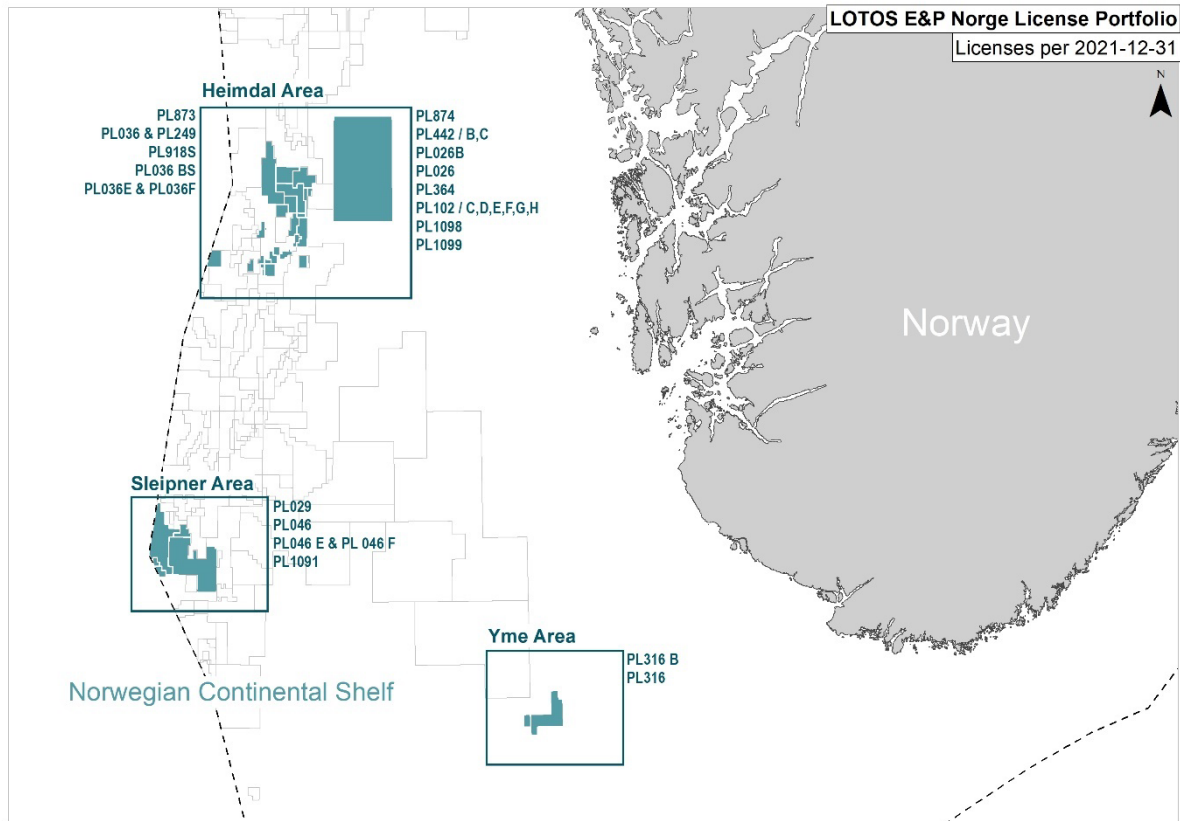 LOTOS E&P Norge License Portfolio
Licenses per 2021-12-31
N
Heimdal Area
PL873
PL036 & PL249
PL918S
PL036 BS
PL036E & PL036F
PL874
PL442 / B,C
PL026B
PL026
PL364
PL102 / C,D,E,F,G,H
PL1098
PL1099
Norway
Sleipner Area
PL029
PL046
PL046 E & PL 046 F
PL1091
Yme Area
PL316 B
PL316
Norwegian Continental Shelf